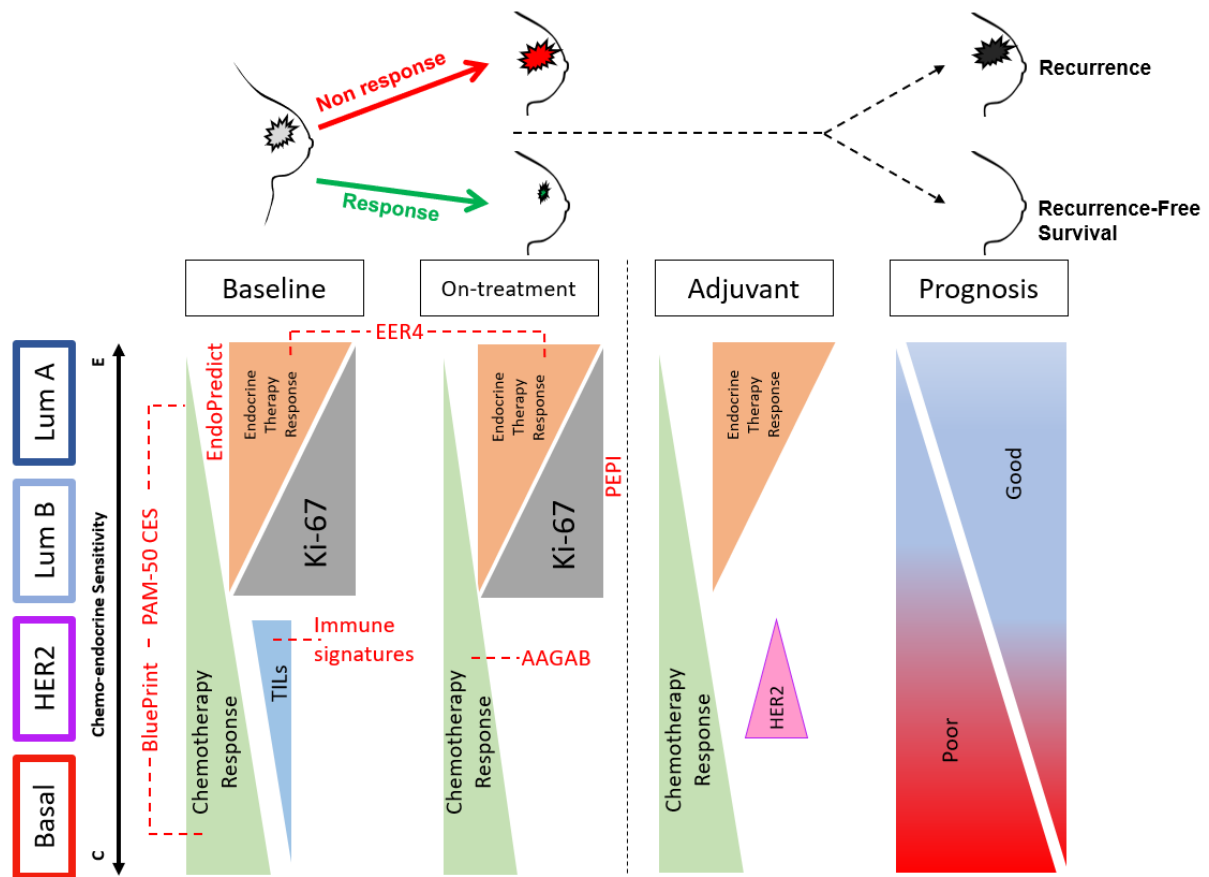 Non response
Response
Recurrence
Recurrence-Free
Survival
Baseline
On-treatment
Adjuvant
Prognosis
Lum A
Lum B
HER2
Basal
E
Chemo-endocrine Sensitivity
C
BluePrint
PAM-50 CES
EndoPredict
EER4
Endocrine
Therapy
Response
Ki-67
Chemotherapy
Response
TILs
Immune
signatures
Endocrine
Therapy
Response
Ki-67
PEPI
AAGAB
Chemotherapy
Response
Endocrine
Therapy
Response
Chemotherapy
Response
HER2
Good
Poor